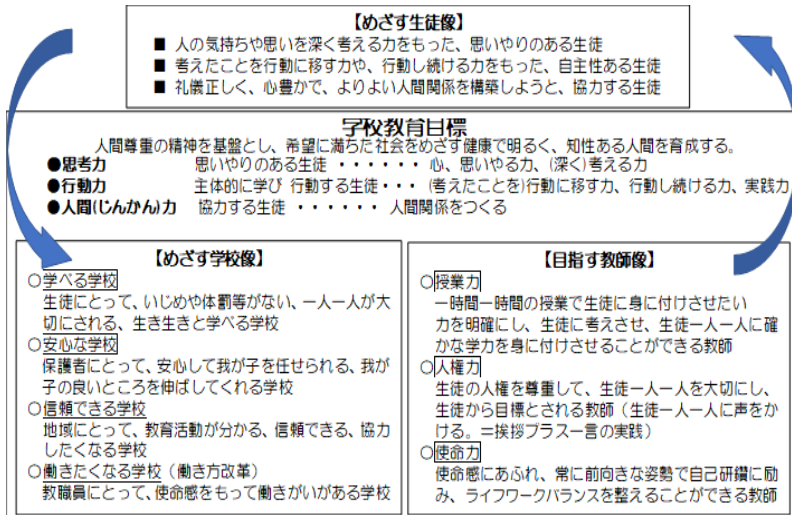 【めざす生徒像】
■ 人の気持ちや思いを深く考える力をもった、思いやりのある生徒
■ 考えたことを行動に移す力や、行動し続ける力をもった、自主性ある生徒
■ 礼儀正しく、心豊かで、よりよい人間関係を構築しようと、協力する生徒
学校教育目標
人間尊重の精神を基盤とし、希望に満ちた社会をめざす健康で明るく、知性ある人間を育成する。
●思考力 思いやりのある生徒 ・・・・・・ 心、思いやる力、(深く)考える力
●行動力 主体的に学び 行動する生徒・・・ (考えたことを)行動に移す力、行動し続ける力、実践力
●人間(じんかん)力 協力する生徒 ・・・・・・ 人間関係をつくる
【めざす学校像】
○学べる学校
生徒にとって、いじめや体罰等がない、一人一人が大
切にされる、生き生きと学べる学校
○安心な学校
保護者にとって、安心して我が子を任せられる、我が
子の良いところを伸ばしてくれる学校
○信頼できる学校
地域にとって、教育活動が分かる、信頼できる、協力
したくなる学校
○働きたくなる学校（働き方改革）
教職員にとって、使命感をもって働きがいがある学校
【目指す教師像】
○授業力
一時間一時間の授業で生徒に身に付けさせたい
力を明確にし、生徒に考えさせ、生徒一人一人に確
かな学力を身に付けさせることができる教師
○人権力
生徒の人権を尊重して、生徒一人一人を大切にし、
生徒から目標とされる教師（生徒一人一人に声をか
ける。＝挨拶プラス一言の実践）
○使命力
使命感にあふれ、常に前向きな姿勢で自己研鑽に励
み、ライフワークバランスを整えることができる教師